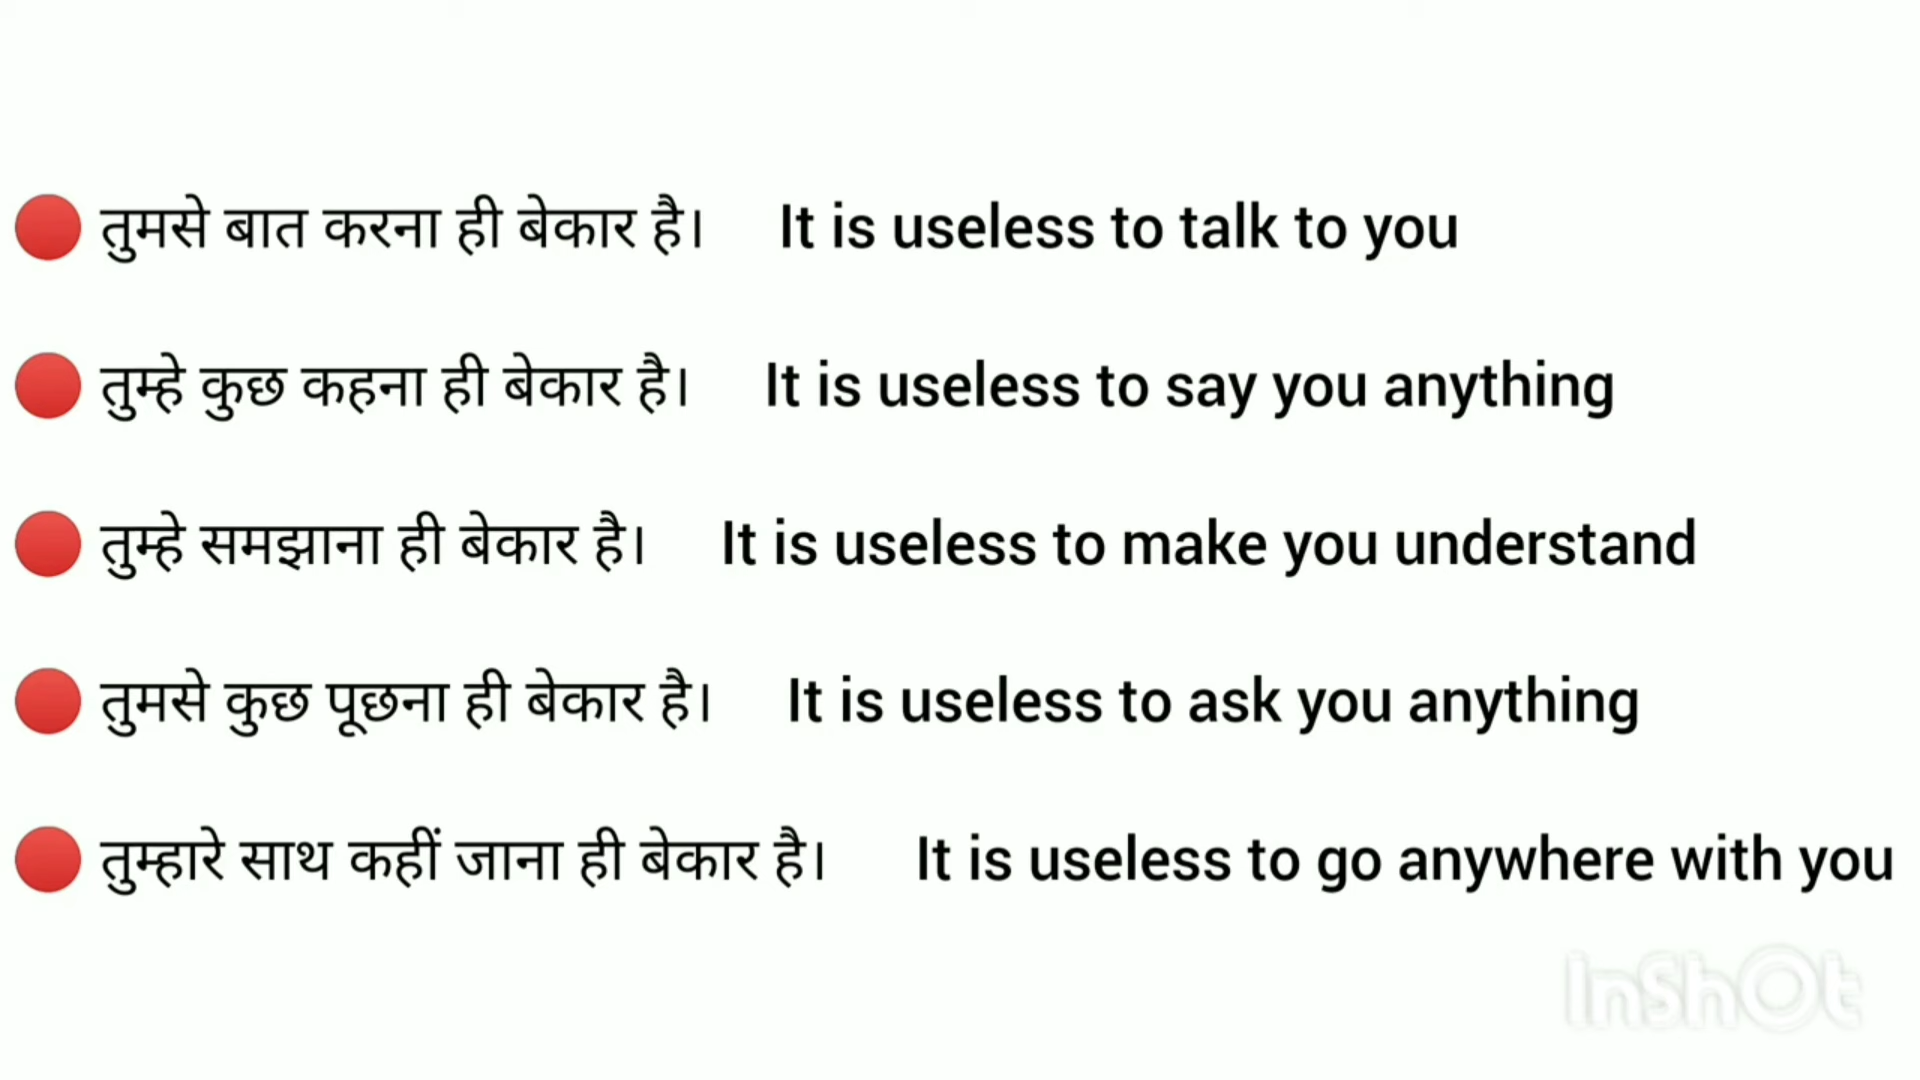 तुमसे बात करना ही बेकार है। It is useless to talk to you
तुम्हे कुछ कहना ही बेकार है। It is useless to say you anything
तुम्हे समझाना ही बेकार है। It is useless to make you understand
तुमसे कुछ पूछना ही बेकार है। It is useless to ask you anything
तुम्हारे साथ कहीं जाना ही बेकार है। It is useless to go anywhere with you
InShOt